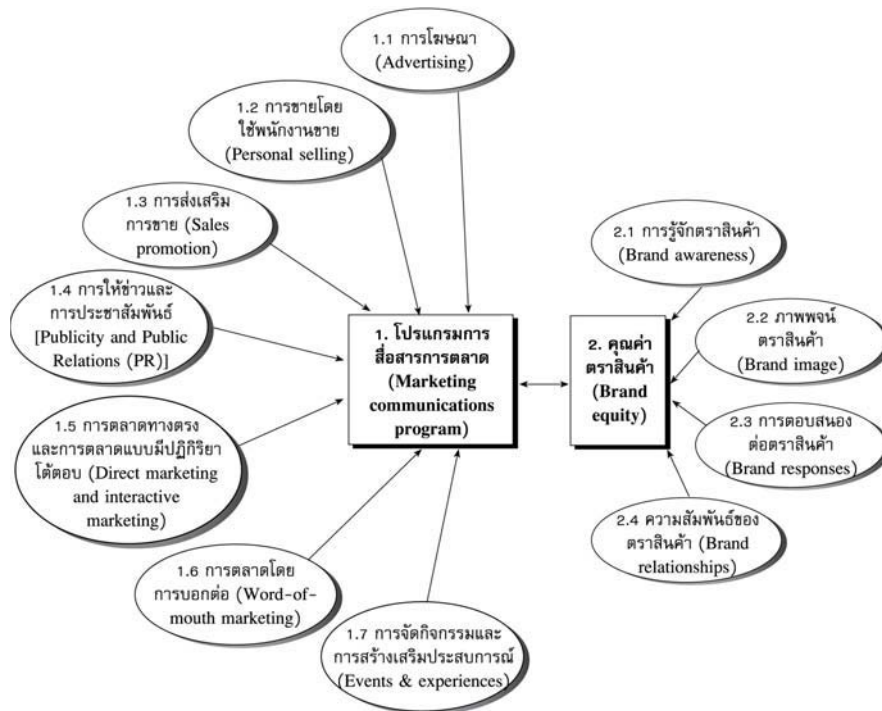 1.1 การโฆษณา
(Advertising)
1.2 การขายโดย
ใช้พนักงานขาย
(Personal selling)
1.3 การส่งเสริม
การขาย (Sales
promotion)
1.4 การให้ข่าวและ
การประชาสัมพันธ์
[Publicity and Public
Relations (PR)]
1.5 การตลาดทางตรง
และการตลาดแบบมีปฏิกิริยา
โต้ตอบ (Direct marketing
and interactive
marketing)
1.6 การตลาดโดย
การบอกต่อ (Word-of-
mouth marketing)
1.7 การจัดกิจกรรมและ
การสร้างเสริมประสบการณ์
(Events & experiences)
1. โปรแกรมการ
สื่อสารการตลาด
(Marketing
communications
program)
2. คุณค่า
ตราสินค้า
(Brand
equity)
2.1 การรู้จักตราสินค้า
(Brand awareness)
2.2 ภาพพจน์
ตราสินค้า
(Brand image)
2.3 การตอบสนอง
ต่อตราสินค้า
(Brand responses)
2.4 ความสัมพันธ์ของ
ตราสินค้า (Brand
relationships)